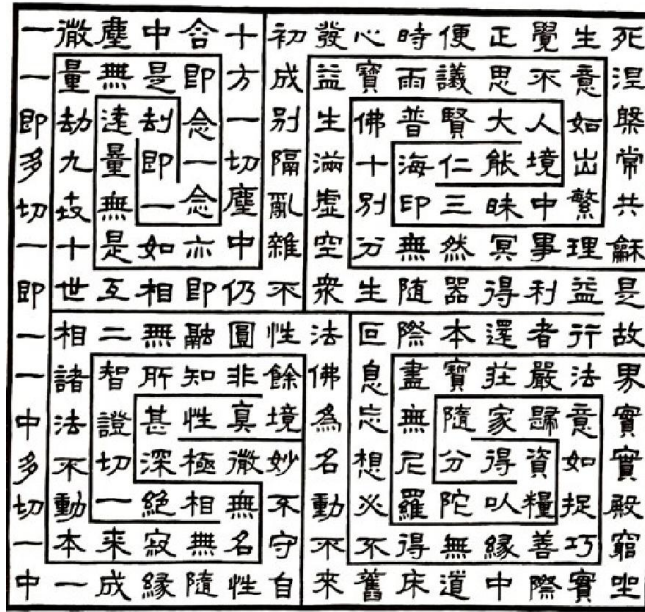 一微塵中含十初發心時便正覺生死
一量無是即方成益寶雨議思不意涅
即劫遠劫念一別生佛普賢大人如槃
多九量即一切隔滿十海仁能境出常
切世無一念塵亂虛別印三昧中繁共
一十是如亦中雜空分無然冥事理龢
即世互相即仍不眾生隨器得利益是
一相二無融圓性法叵際本還者行故
一諸智所知非餘佛息盡寶莊嚴法界
中法證甚性真境為忘無隨家歸意實
多不切深極微妙名想尼分得資如實
切動一絕相無不動必羅陀以糧捉殿
一本来寂無名守不不得無緣善巧窮
中一成緣隨性自來舊床道中際實坐